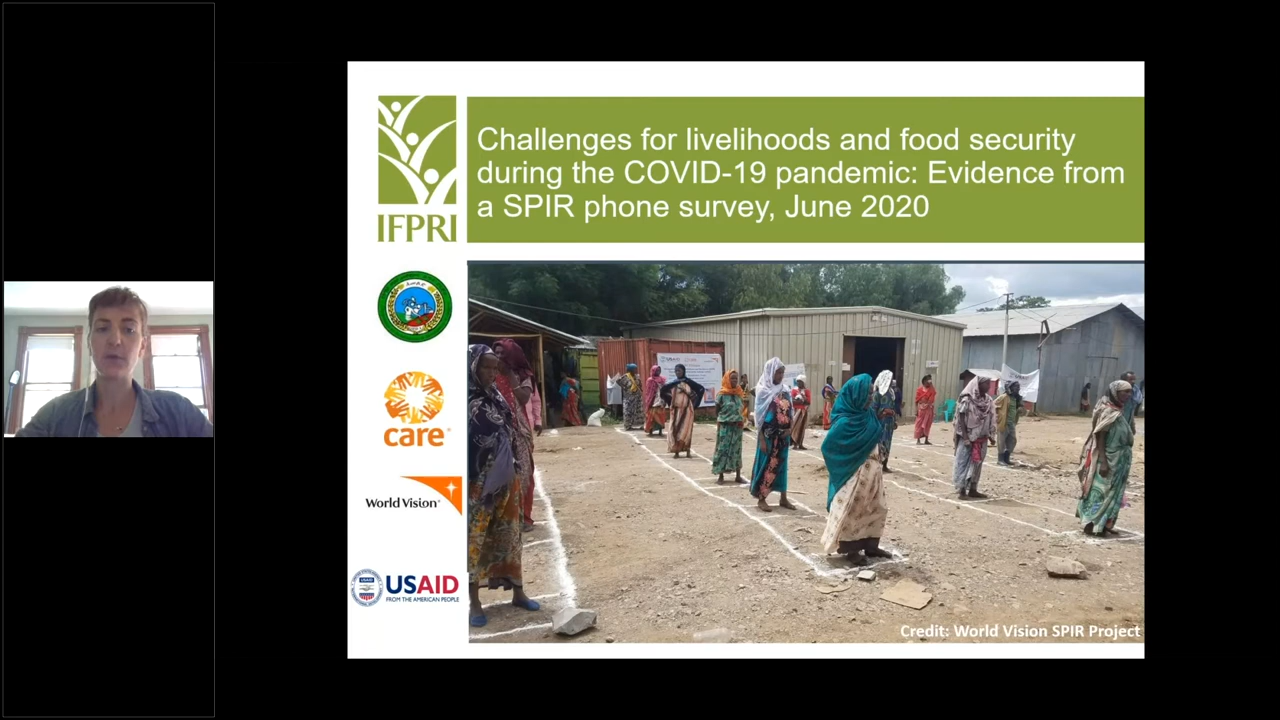 Challenges for livelihoods and food security
during the COVID-19 pandemic: Evidence from
a SPIR phone survey, June 2020
IFPRI
care
World Vision
USAID
FROM THE AMERICAN PEOPLE
USAID
Credit: World Vision SPIR Project